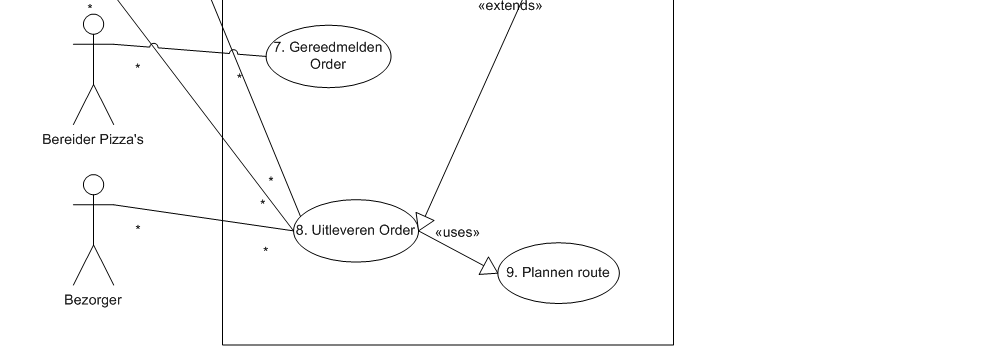 «extends»
*
7. Gereedmelden
Order
*
*
Bereider Pizza's
*
*
8. Uitleveren Order
*
«uses»
*
9. Plannen route
Bezorger